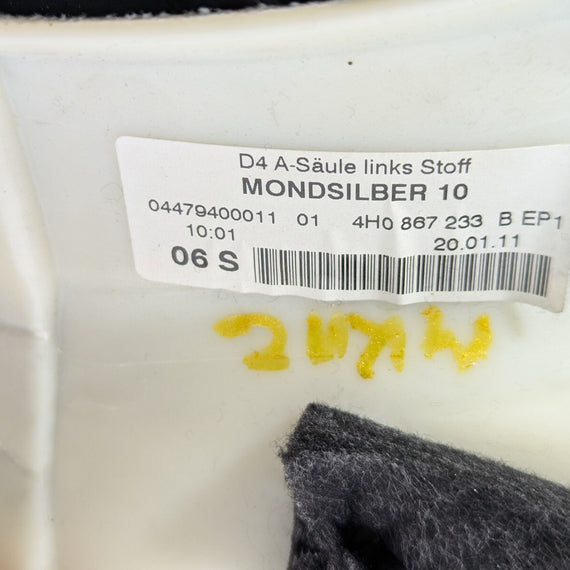 D4 A-Säule links Stoff
MONDSILBER 10
04479400011 01 4H0 867 233 B EP1
10:01 20.01.11
06 S